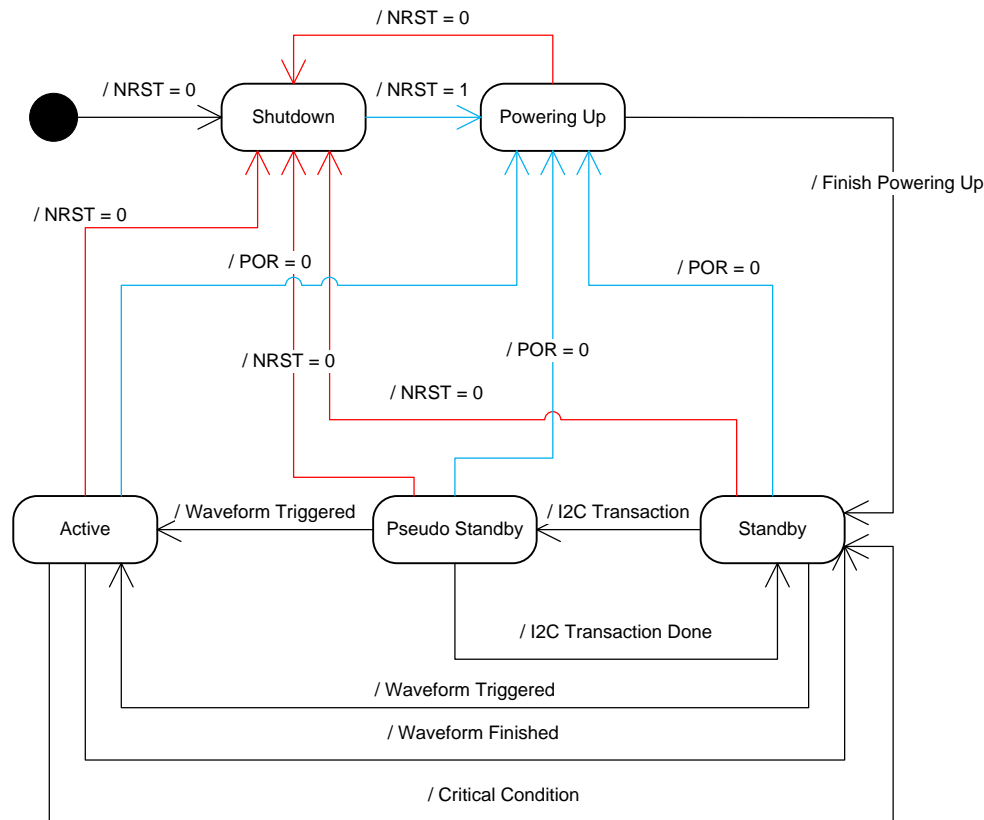 / NRST = 0
/ NRST = 0
Shutdown
/ NRST = 1
Powering Up
/ Finish Powering Up
/ NRST = 0
/ POR = 0
/ POR = 0
/ NRST = 0
/ POR = 0
/ NRST = 0
Active
/ Waveform Triggered
Pseudo Standby
/ I2C Transaction
Standby
/ I2C Transaction Done
/ Waveform Triggered
/ Waveform Finished
/ Critical Condition